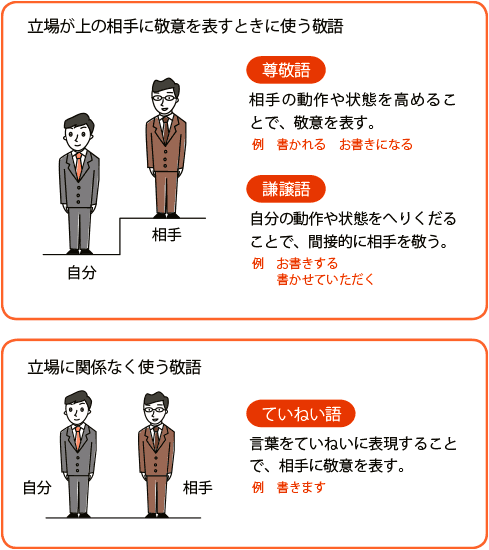 立場が上の相手に敬意を表すときに使う敬語
尊敬語
相手の動作や状態を高めるこ
とで、敬意を表す。
例　書かれる　お書きになる
謙譲語
自分の動作や状態をへりくだる
ことで、間接的に相手を敬う。
例　お書きする
書かせていただく
相手
自分
立場に関係なく使う敬語
ていねい語
言葉をていねいに表現すること
で、相手に敬意を表す。
例　書きます
自分
相手